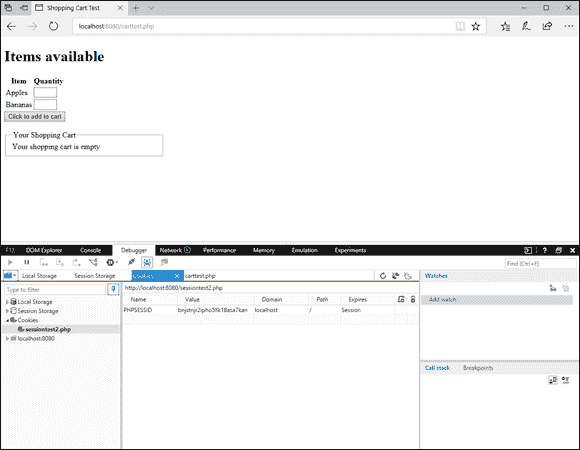 Shopping Cart Test
localhost:8080/carttest.php
Items available
Item Quantity
Apples
Bananas
Click to add to cart
Your Shopping Cart
Your shopping cart is empty
F12 DOM Explorer Console Debugger Network Performance Memory Emulation Experiments
Find (Ctrl+F)
Local Storage Session Storage Cookies carttest.php
Watches
Type to filter
http://localhost:8080/sessiontest2.php
Name Value Domain Path Expires
Add watch
Local Storage
PHPSESSID localhost / Session
Session Storage
Cookies
sessiontest2.php
localhost:8080
Call stack Breakpoints